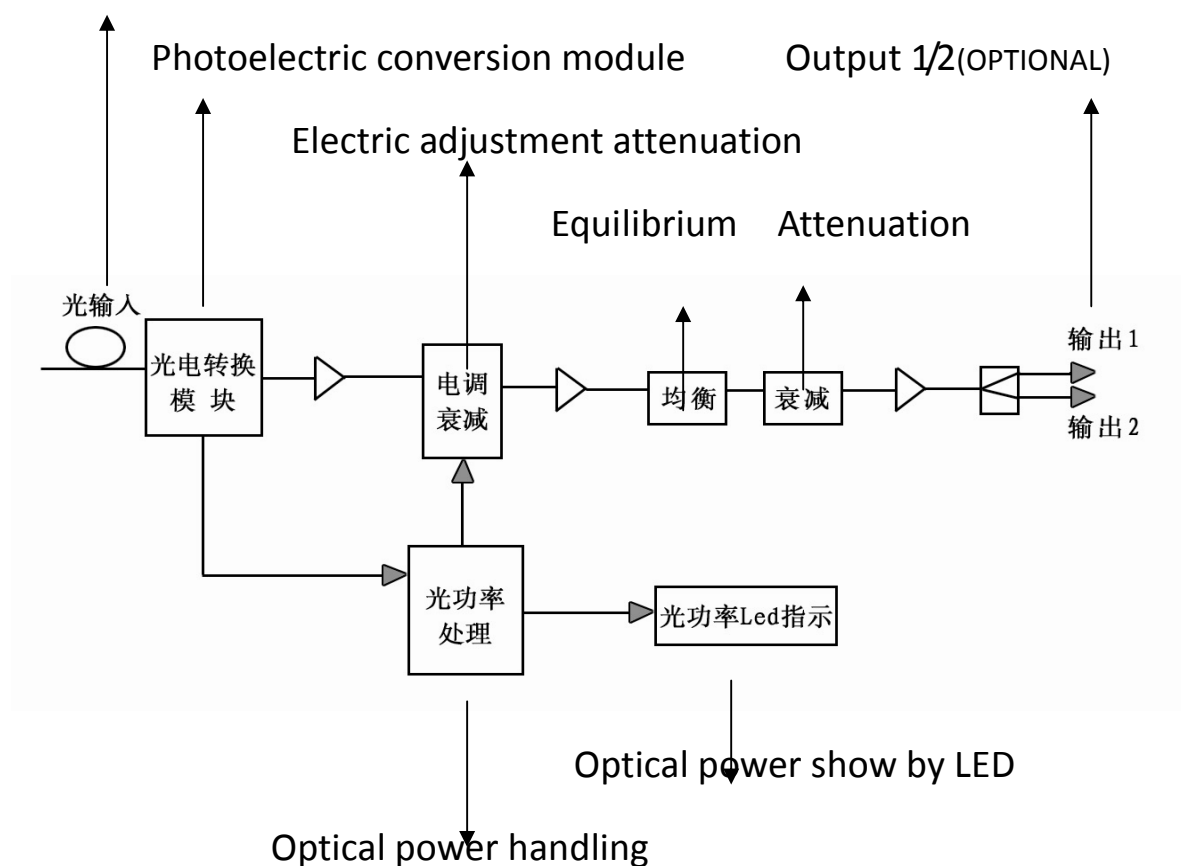 Photoelectric conversion module
Output 1/2(OPTIONAL)
Electric adjustment attenuation
Equilibrium
Attenuation
光输入
光电转换
模 块
电调
衰减
均衡
衰减
输出1
输出2
光功率
处理
光功率Led指示
Optical power show by LED
Optical power handling